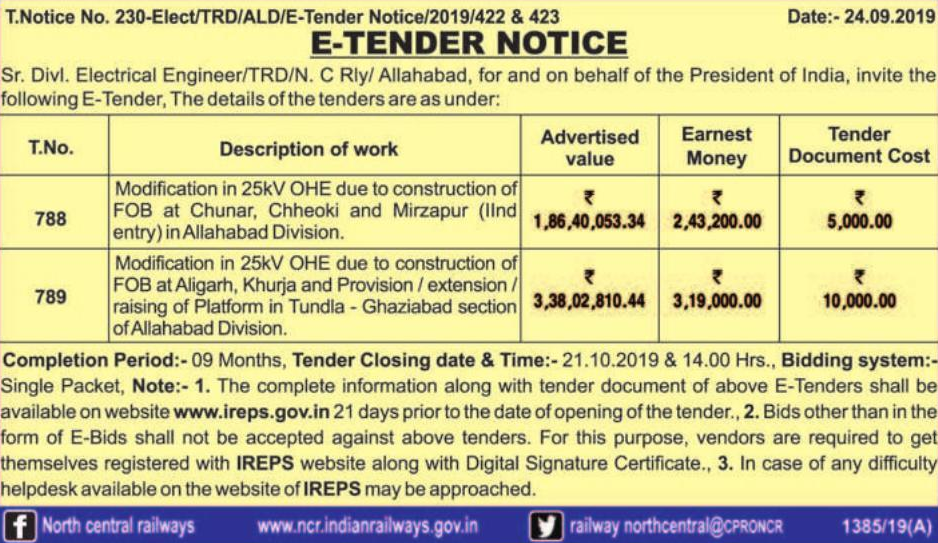 T.Notice No. 230-Elect/TRD/ALD/E-Tender Notice/2019/422 & 423 Date:- 24.09.2019
E-TENDER NOTICE
Sr. Divl. Electrical Engineer/TRD/N. C Rly/ Allahabad, for and on behalf of the President of India, invite the
following E-Tender, The details of the tenders are as under:
T.No. Description of work Advertised value Earnest Money Tender Document Cost
788
Modification in 25kV OHE due to construction of
FOB at Chunar, Chheoki and Mirzapur (IInd
entry) in Allahabad Division.
₹ 1,86,40,053.34
₹ 2,43,200.00
₹ 5,000.00
789
Modification in 25kV OHE due to construction of
FOB at Aligarh, Khurja and Provision / extension /
raising of Platform in Tundla - Ghaziabad section
of Allahabad Division.
₹ 3,38,02,810.44
₹ 3,19,000.00
₹ 10,000.00
Completion Period:- 09 Months, Tender Closing date & Time:- 21.10.2019 & 14.00 Hrs., Bidding system:-
Single Packet, Note:- 1. The complete information along with tender document of above E-Tenders shall be
available on website www.ireps.gov.in 21 days prior to the date of opening of the tender., 2. Bids other than in the
form of E-Bids shall not be accepted against above tenders. For this purpose, vendors are required to get
themselves registered with IREPS website along with Digital Signature Certificate., 3. In case of any difficulty
helpdesk available on the website of IREPS may be approached.
f North central railways www.ncr.indianrailways.gov.in railway northcentral@CPRONCR 1385/19(A)